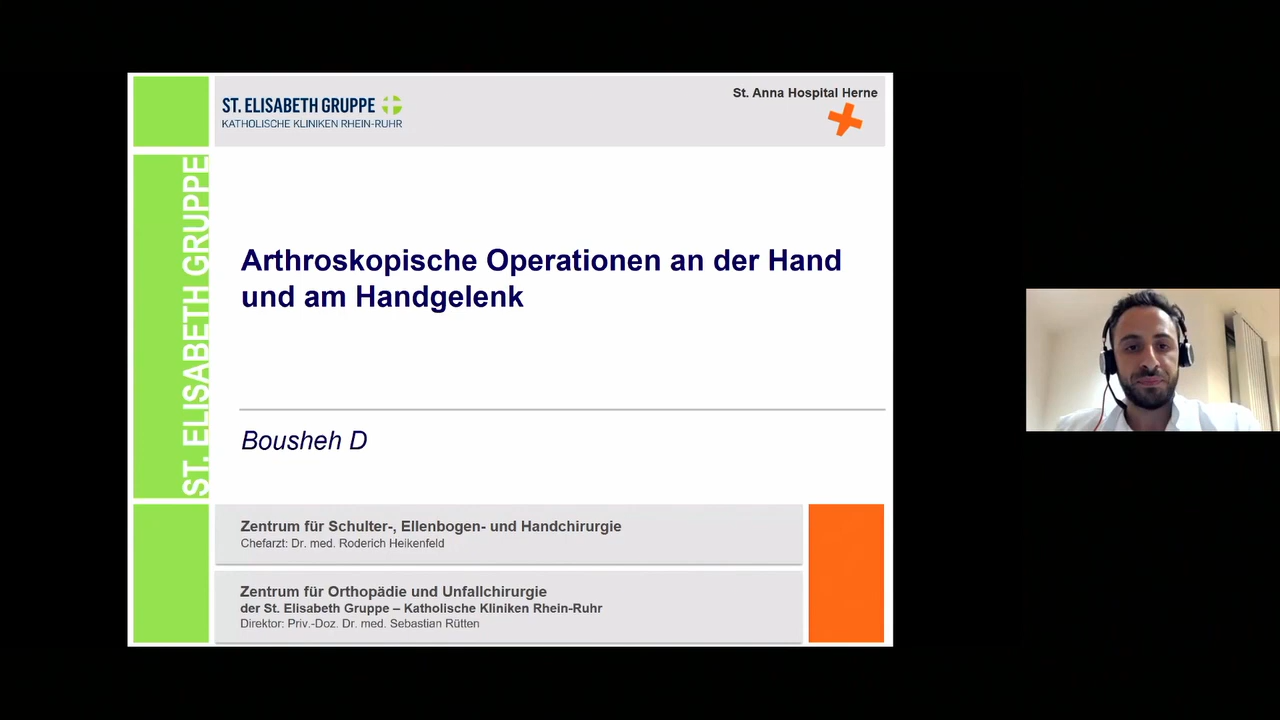 ST. ELISABETH GRUPPE
KATHOLISCHE KLINIKEN RHEIN-RUHR
St. Anna Hospital Herne
ST. ELISABETH GRUPPE
Arthroskopische Operationen an der Hand
und am Handgelenk
Bousheh D
Zentrum für Schulter-, Ellenbogen- und Handchirurgie
Chefarzt: Dr. med. Roderich Heikenfeld
Zentrum für Orthopädie und Unfallchirurgie
der St. Elisabeth Gruppe – Katholische Kliniken Rhein-Ruhr
Direktor: Priv.-Doz. Dr. med. Sebastian Rütten